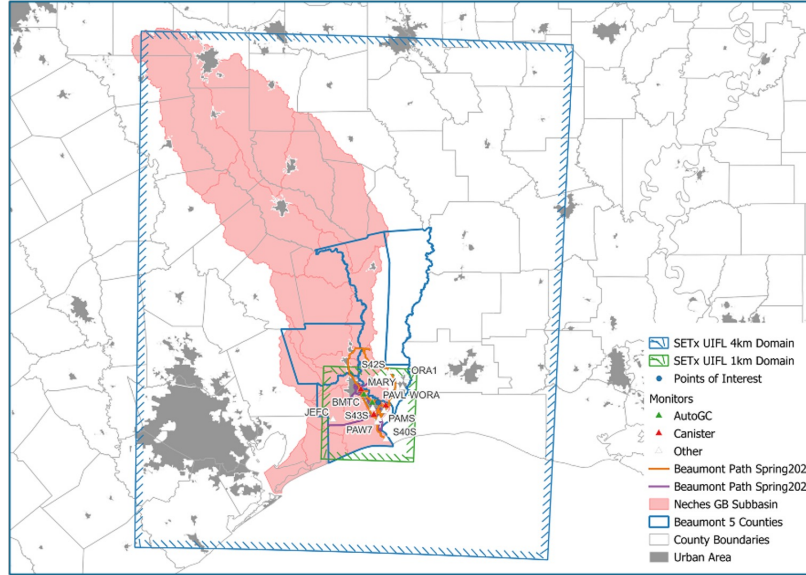 S42S
ORA1
MARY
PAVL WORA
BMTC
JEFC
S43S
PAMS
PAW7
S40S
SETx UIFL 4km Domain
SETx UIFL 1km Domain
Points of Interest
Monitors
AutoGC
Canister
Other
Beaumont Path Spring202
Beaumont Path Spring202
Neches GB Subbasin
Beaumont 5 Counties
County Boundaries
Urban Area